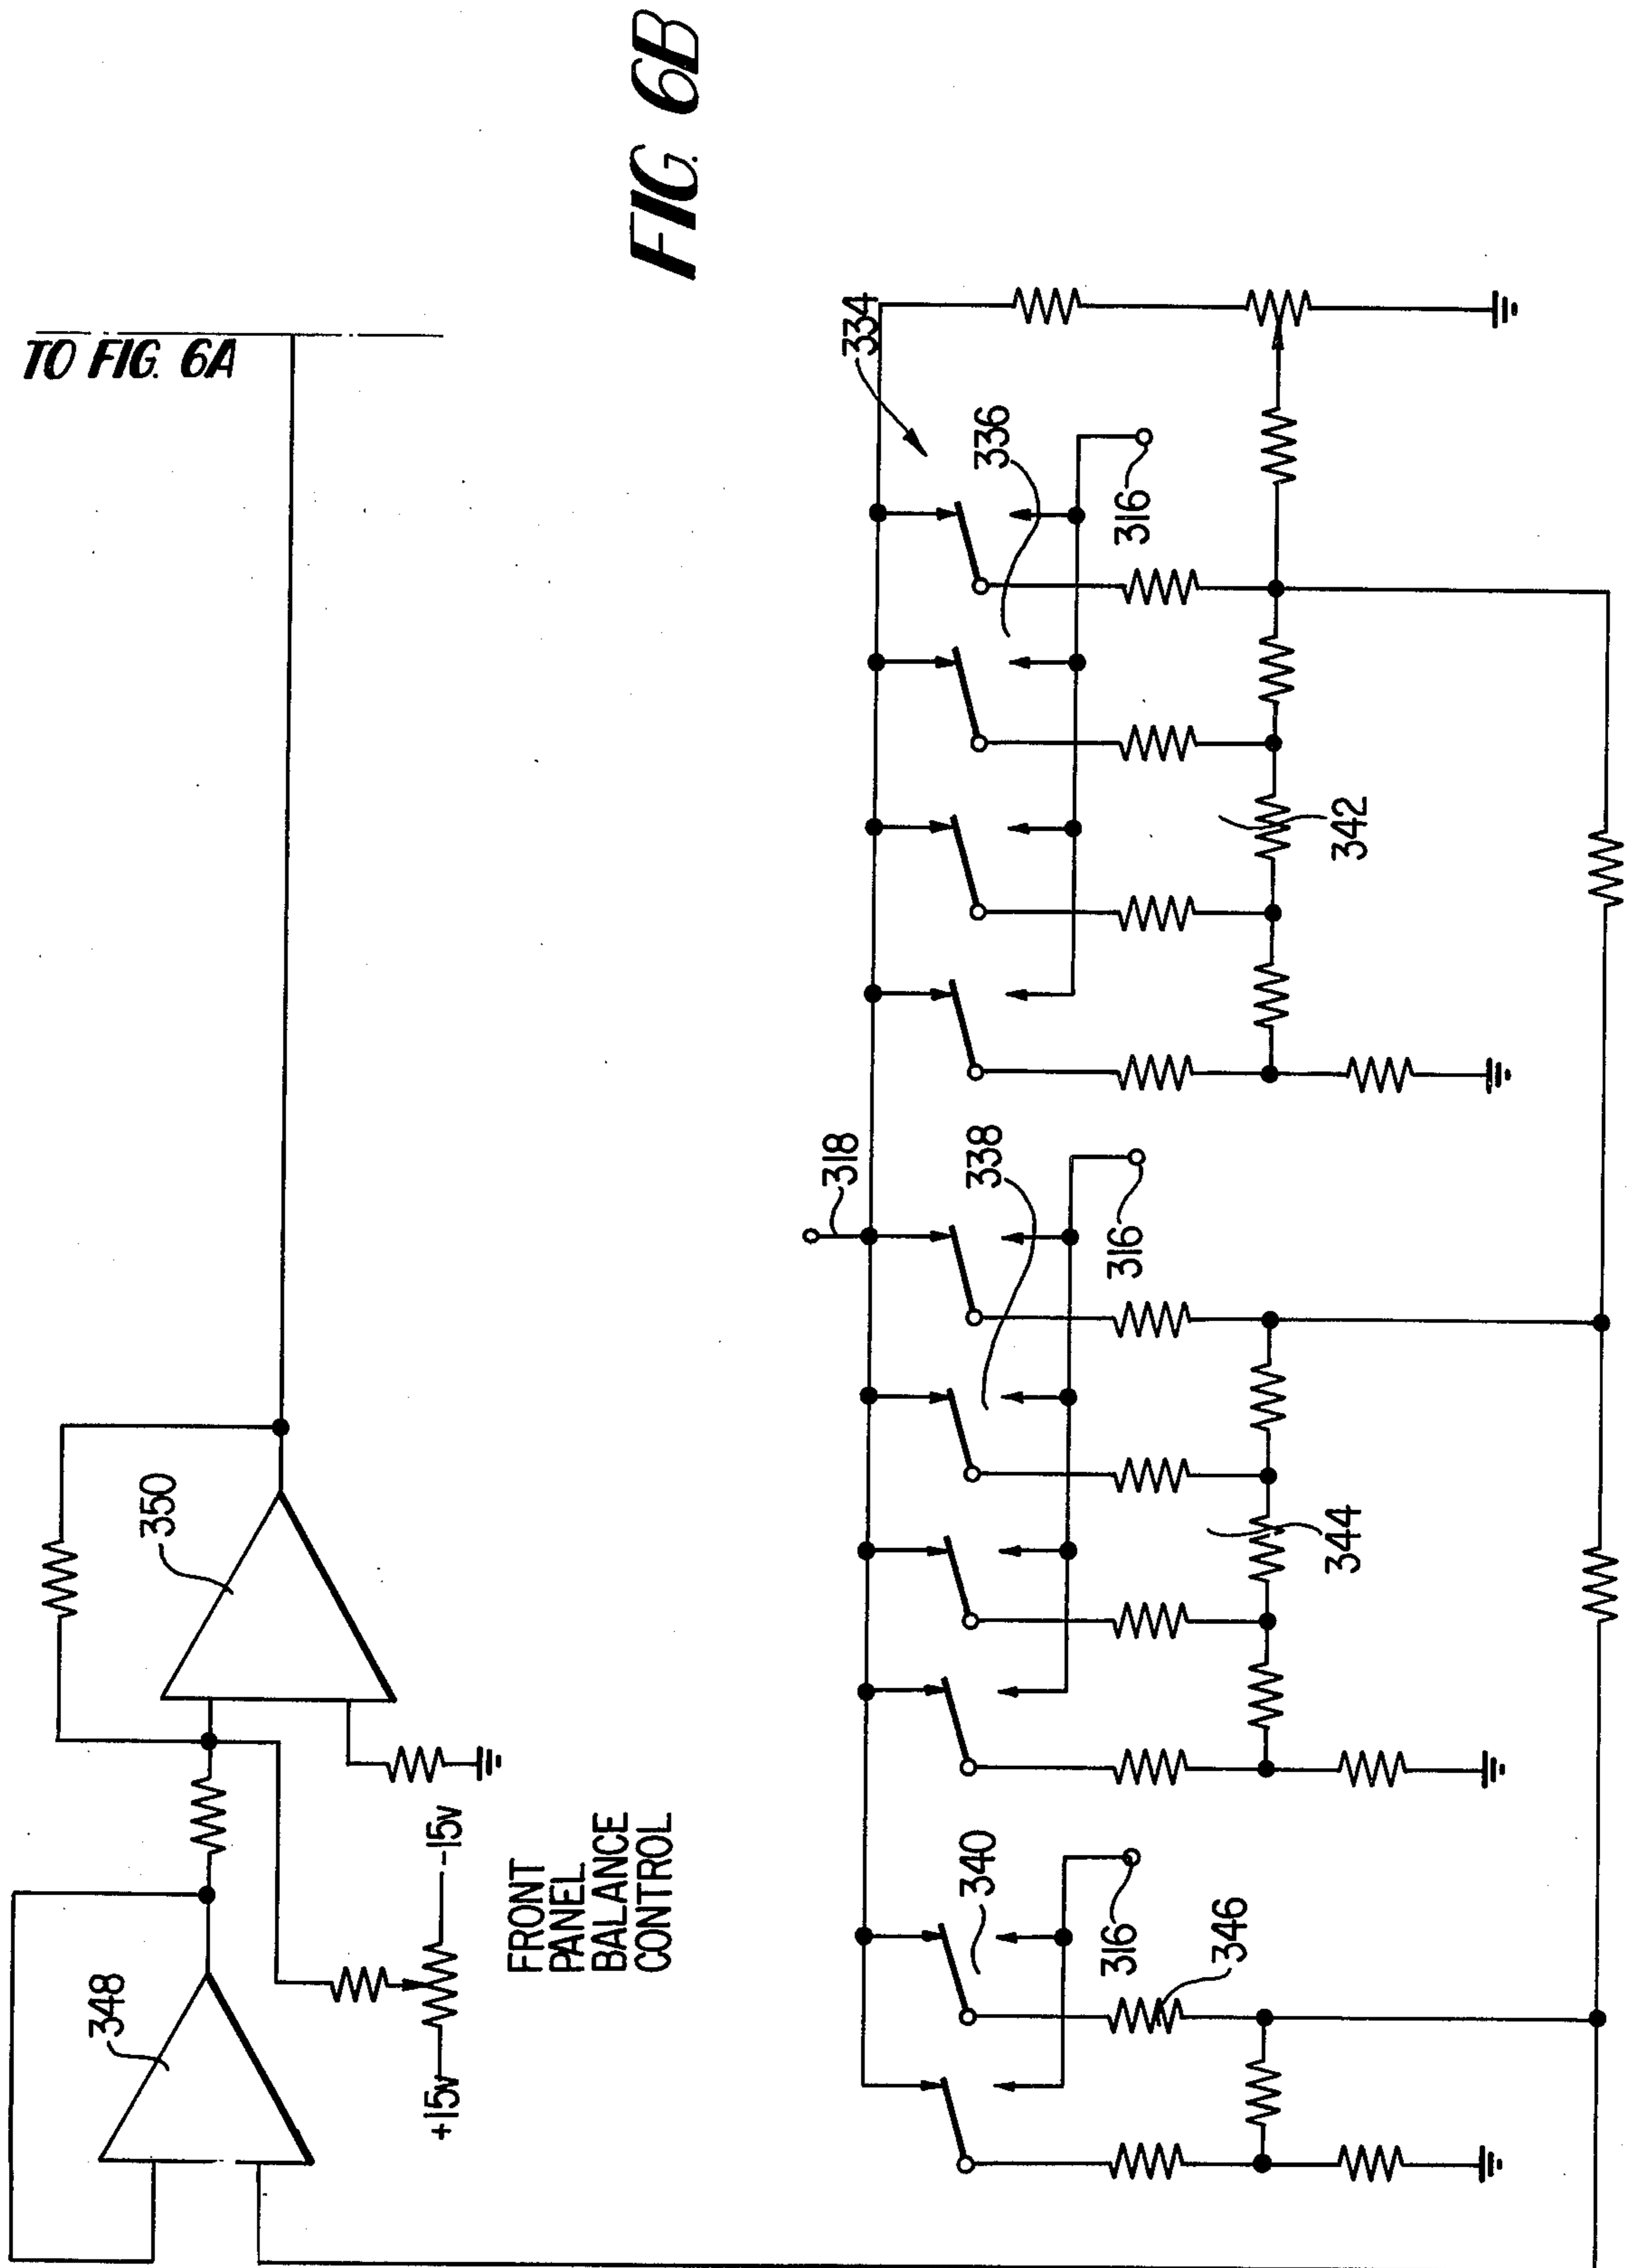 FIG. 6B
TO FIG. 6A
350
348
+15v
-15v
FRONT
PANEL
BALANCE
CONTROL
334
336
316
342
318
338
316
344
340
316
346